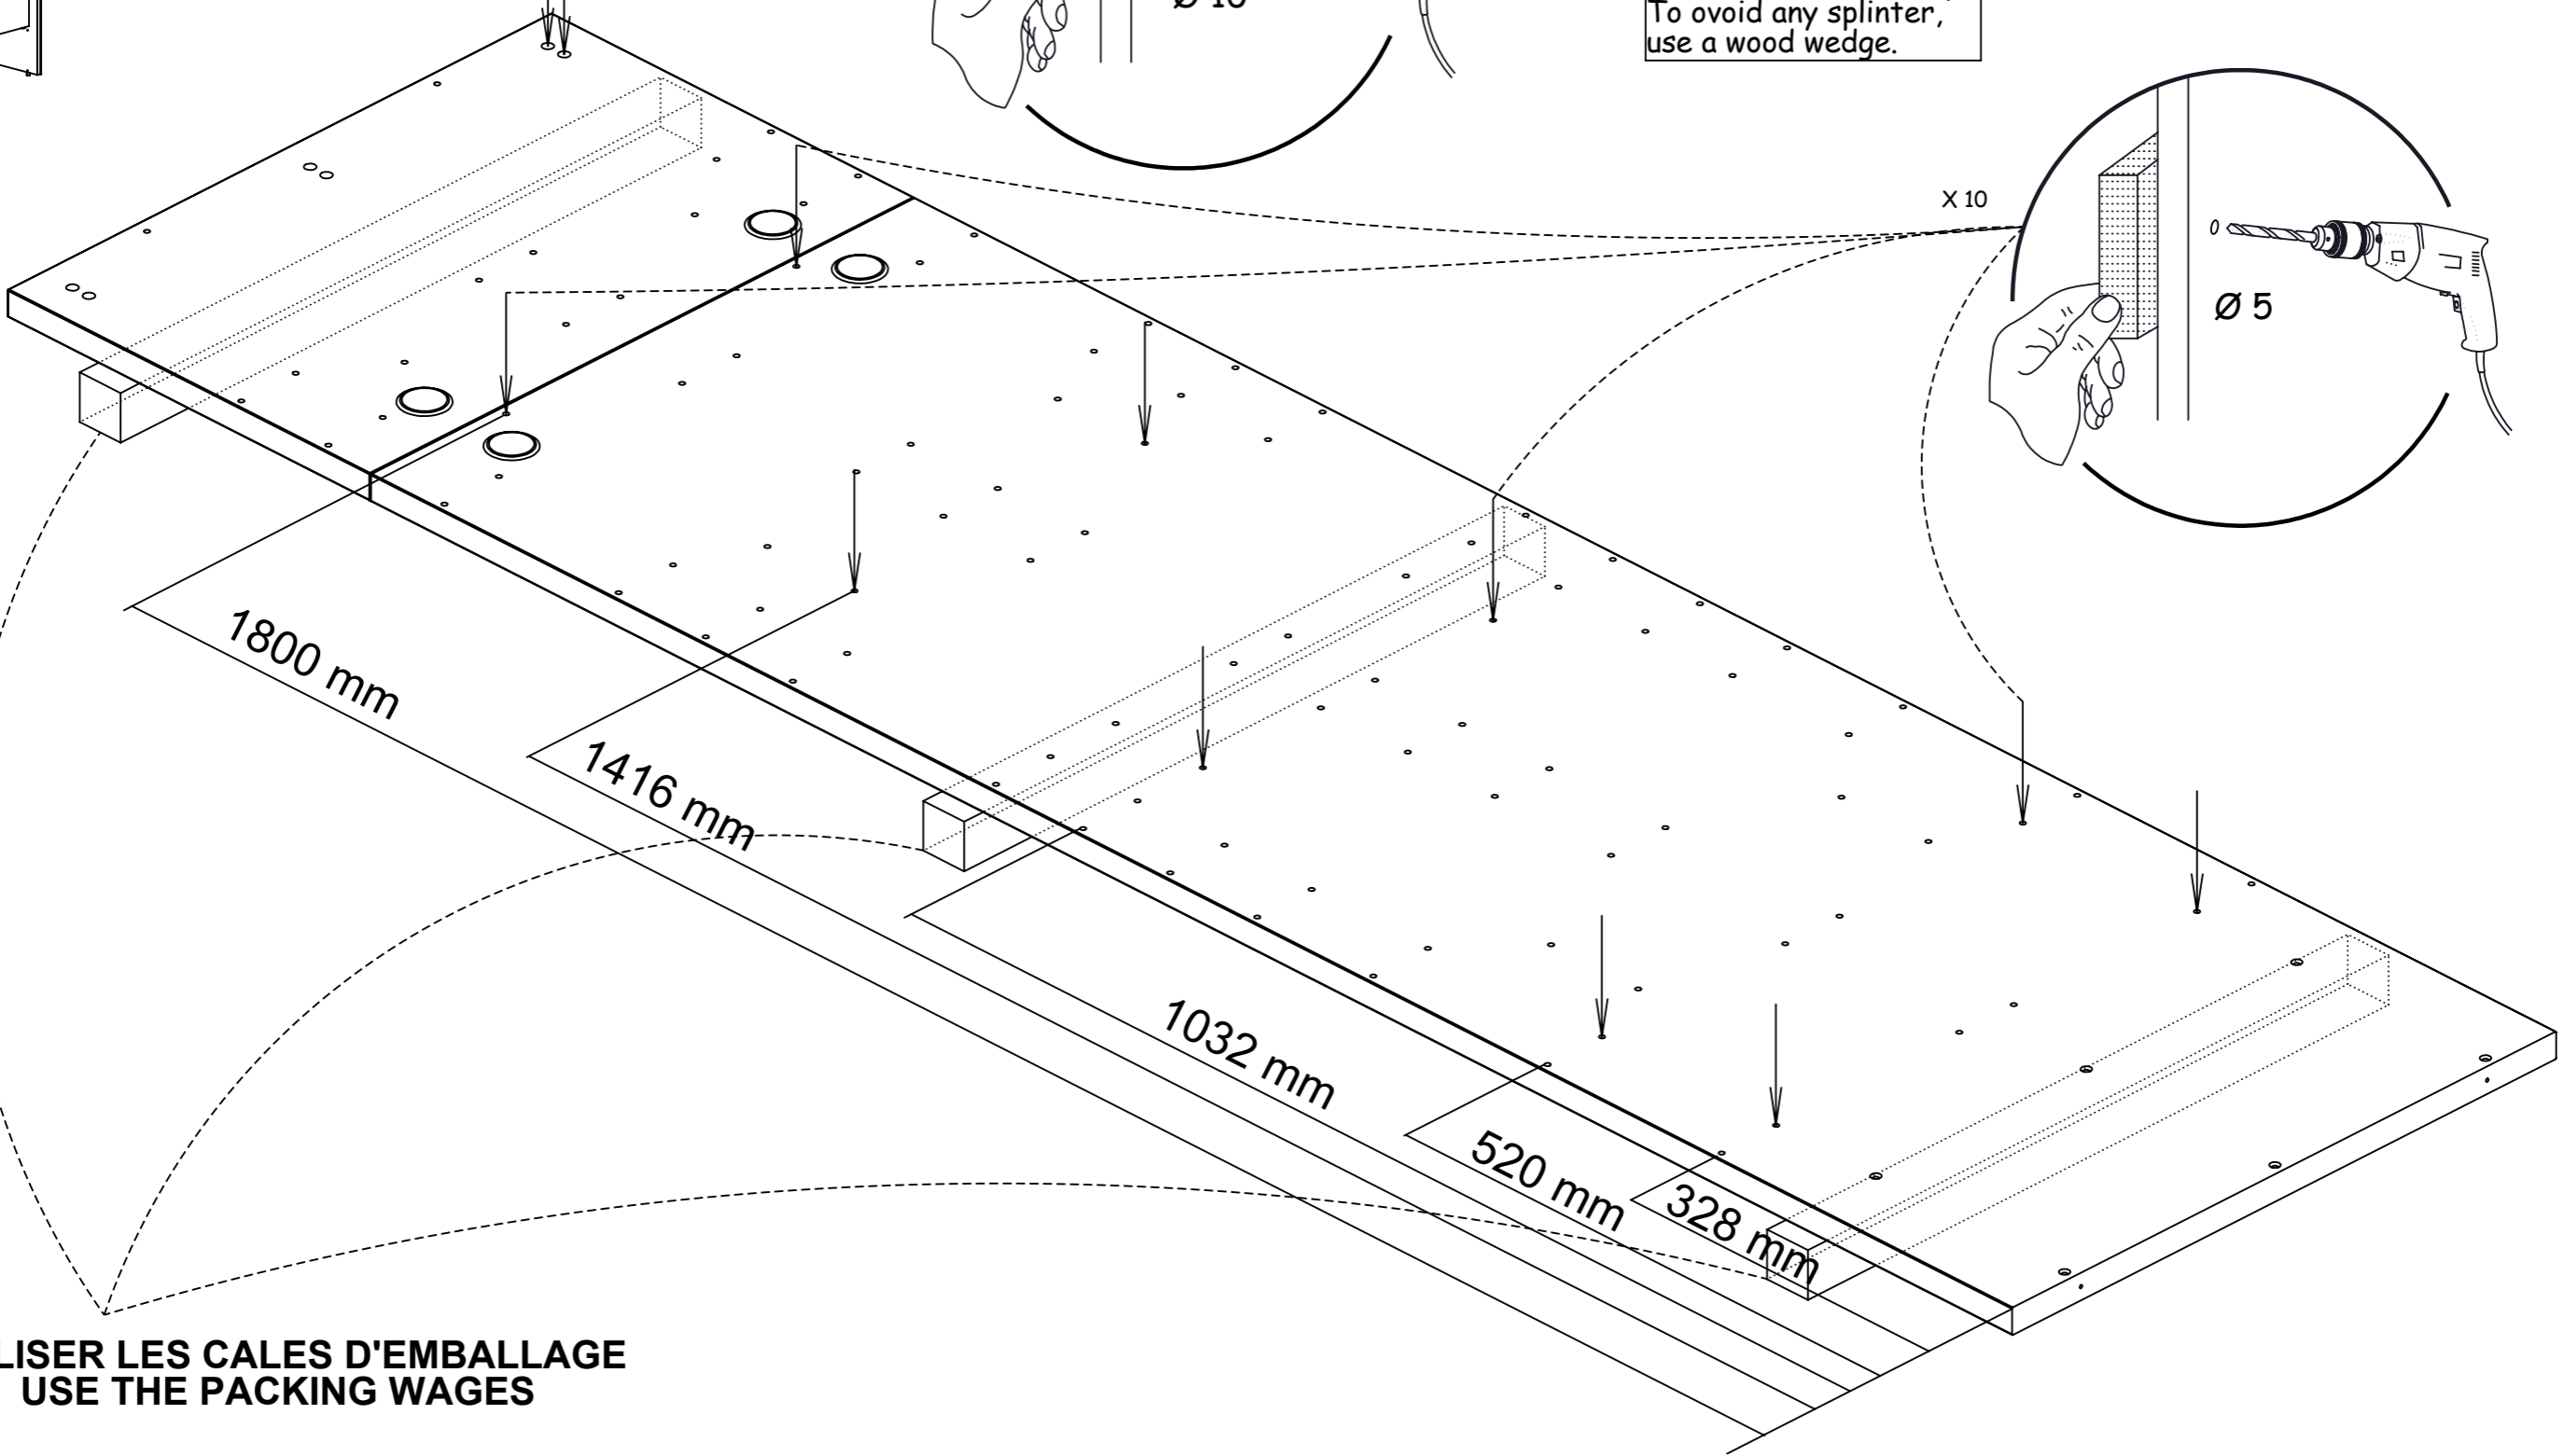 Ø 10
To ovoid any splinter,
use a wood wedge.
X 10
Ø 5
1800 mm
1416 mm
1032 mm
520 mm
328 mm
LES CALES D'EMBALLAGE
USE THE PACKING WAGES